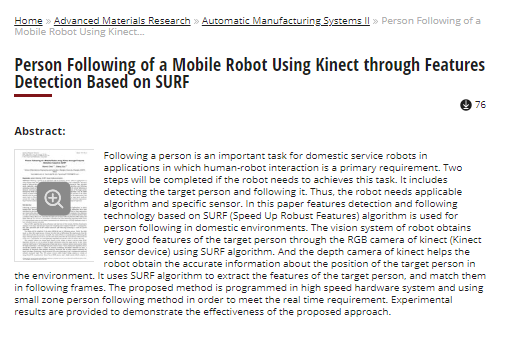 Home » Advanced Materials Research » Automatic Manufacturing Systems II » Person Following of a
Mobile Robot Using Kinect...
Person Following of a Mobile Robot Using Kinect through Features
Detection Based on SURF
76
Abstract:
Following a person is an important task for domestic service robots in
applications in which human-robot interaction is a primary requirement. Two
steps will be completed if the robot needs to achieves this task. It includes
detecting the target person and following it. Thus, the robot needs applicable
algorithm and specific sensor. In this paper features detection and following
technology based on SURF (Speed Up Robust Features) algorithm is used for
person following in domestic environments. The vision system of robot obtains
very good features of the target person through the RGB camera of kinect (Kinect
sensor device) using SURF algorithm. And the depth camera of kinect helps the
robot obtain the accurate information about the position of the target person in
the environment. It uses SURF algorithm to extract the features of the target person, and match them
in following frames. The proposed method is programmed in high speed hardware system and using
small zone person following method in order to meet the real time requirement. Experimental
results are provided to demonstrate the effectiveness of the proposed approach.